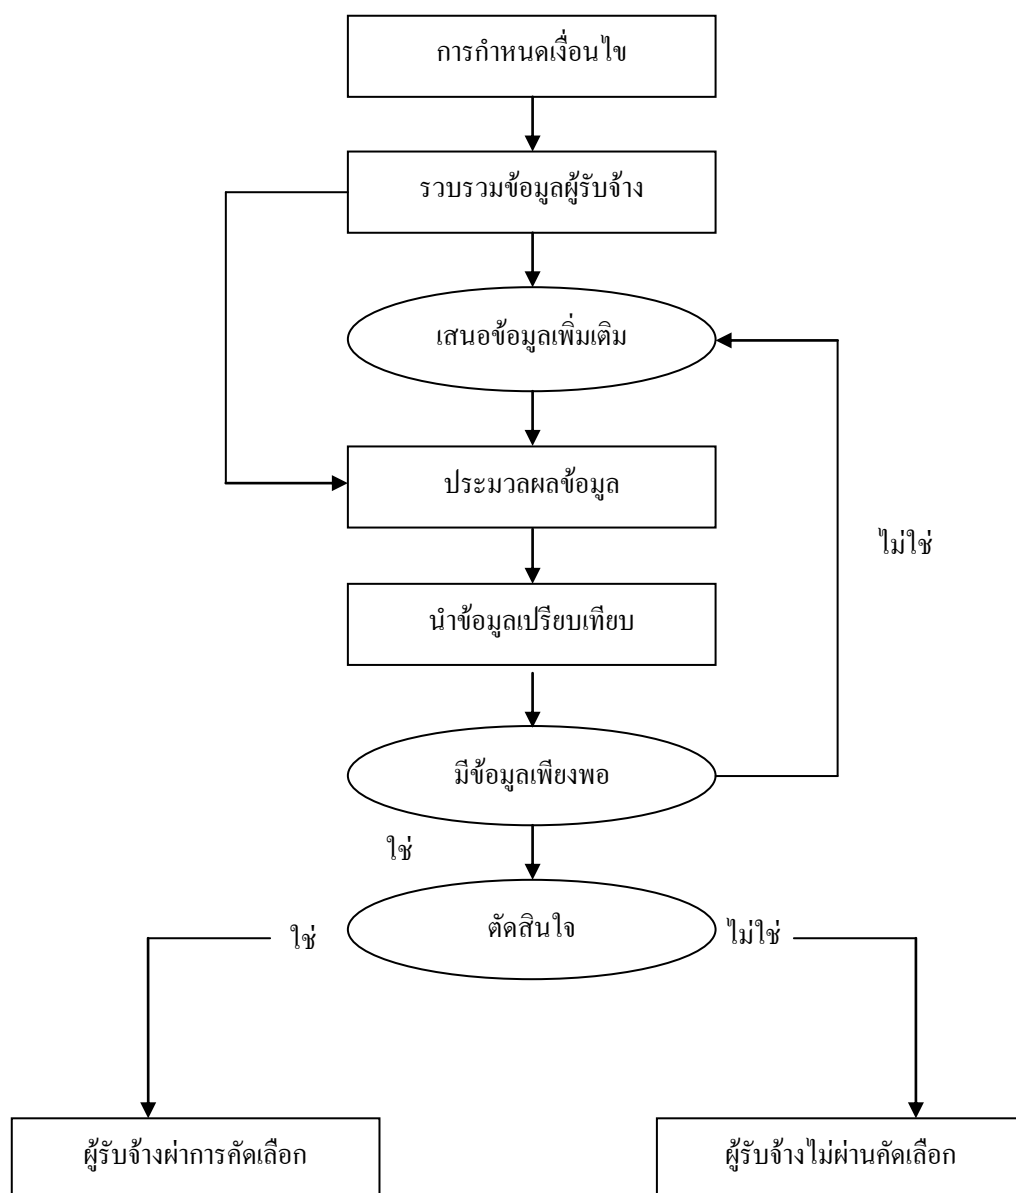 การกำหนดเงื่อนไข
รวบรวมข้อมูลผู้รับจ้าง
เสนอข้อมูลเพิ่มเติม
ประมวลผลข้อมูล
ไม่ใช่
นำข้อมูลเปรียบเทียบ
มีข้อมูลเพียงพอ
ใช่
ตัดสินใจ
ใช่
ไม่ใช่
ผู้รับจ้างผ่าการคัดเลือก
ผู้รับจ้างไม่ผ่านคัดเลือก